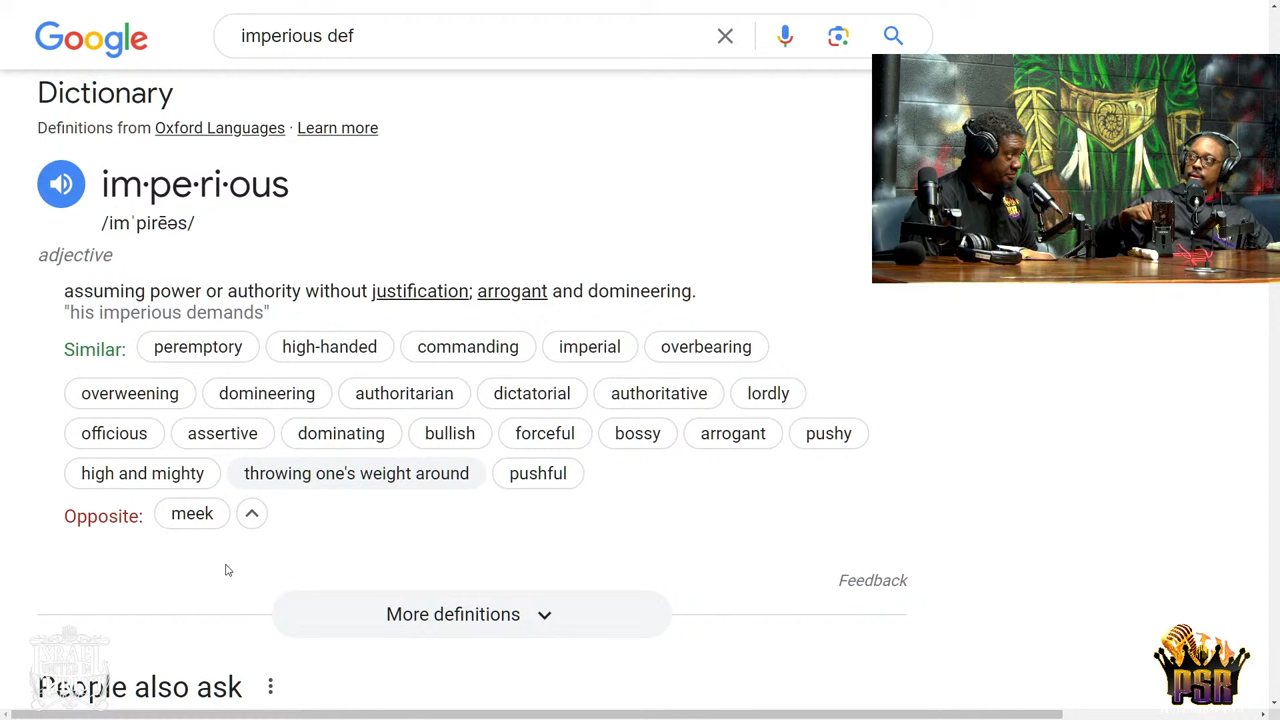 Google
imperious def
Dictionary
Definitions from Oxford Languages · Learn more
im·pe·ri·ous
/imˈpirēəs/
adjective
assuming power or authority without justification; arrogant and domineering.
"his imperious demands"
Similar: peremptory high-handed commanding imperial overbearing
overweening domineering authoritarian dictatorial authoritative lordly
officious assertive dominating bullish forceful bossy arrogant pushy
high and mighty throwing one's weight around pushful
Opposite: meek
Feedback
More definitions
People also ask
ISRAEL
UNITED IN
PSR